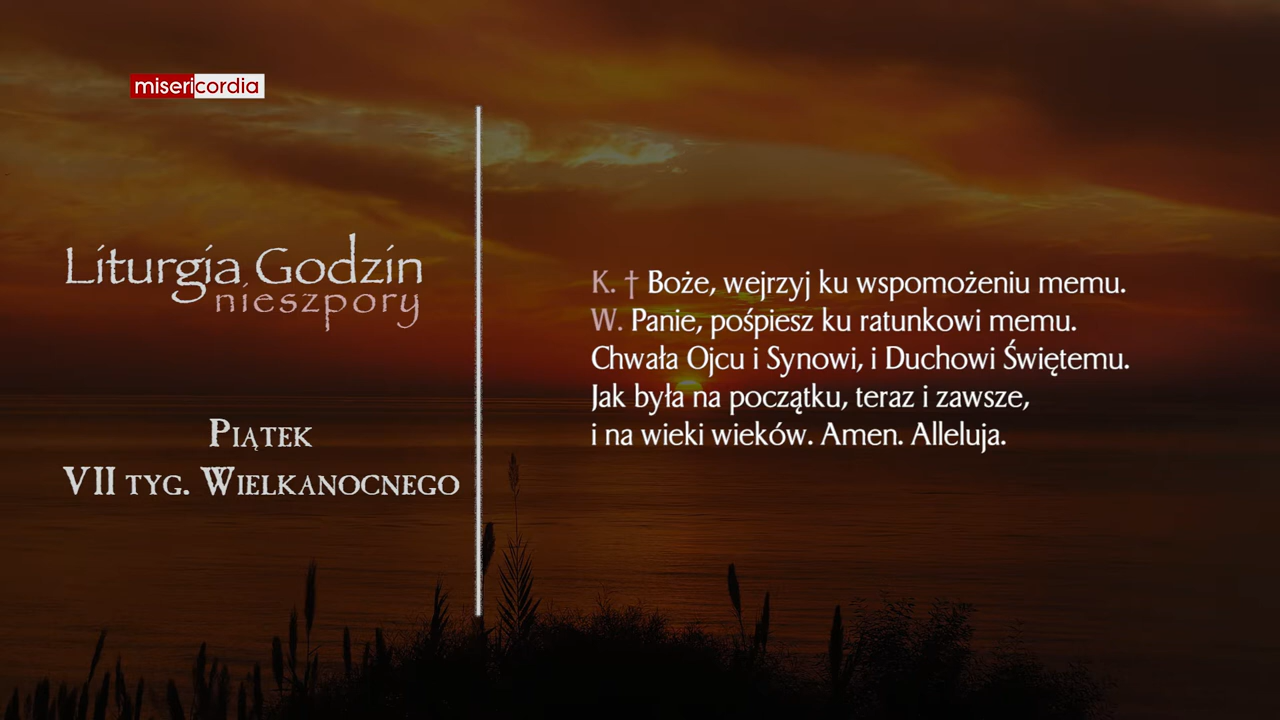 misericordia
Liturgia Godzin
nieszpory
Piątek
VII tyg. Wielkanocnego
K. † Boże, wejrzyj ku wspomożeniu memu.
W. Panie, pośpiesz ku ratunkowi memu.
Chwała Ojcu i Synowi, i Duchowi Świętemu.
Jak była na początku, teraz i zawsze,
i na wieki wieków. Amen. Alleluja.